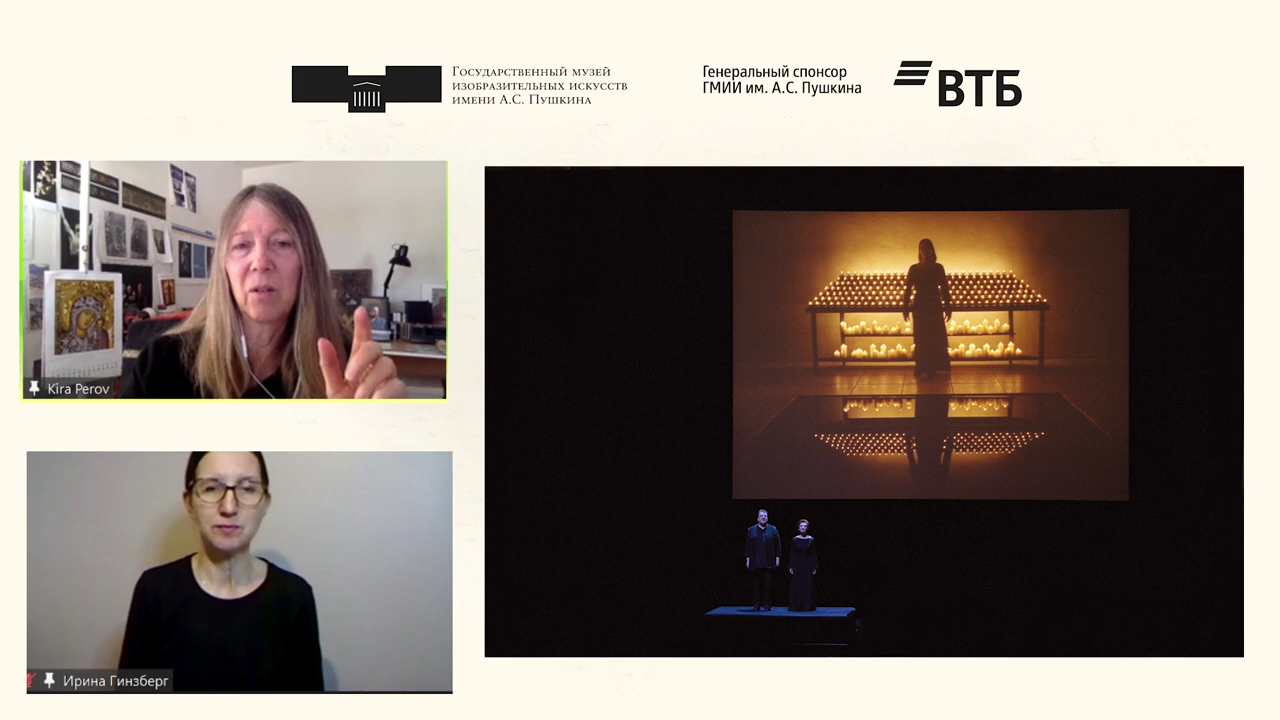 Государственный музей
изобразительных искусств
имени А.С. Пушкина
Генеральный спонсор
ГМИИ им. А.С. Пушкина
ВТБ
Kira Perov
Ирина Гинзберг